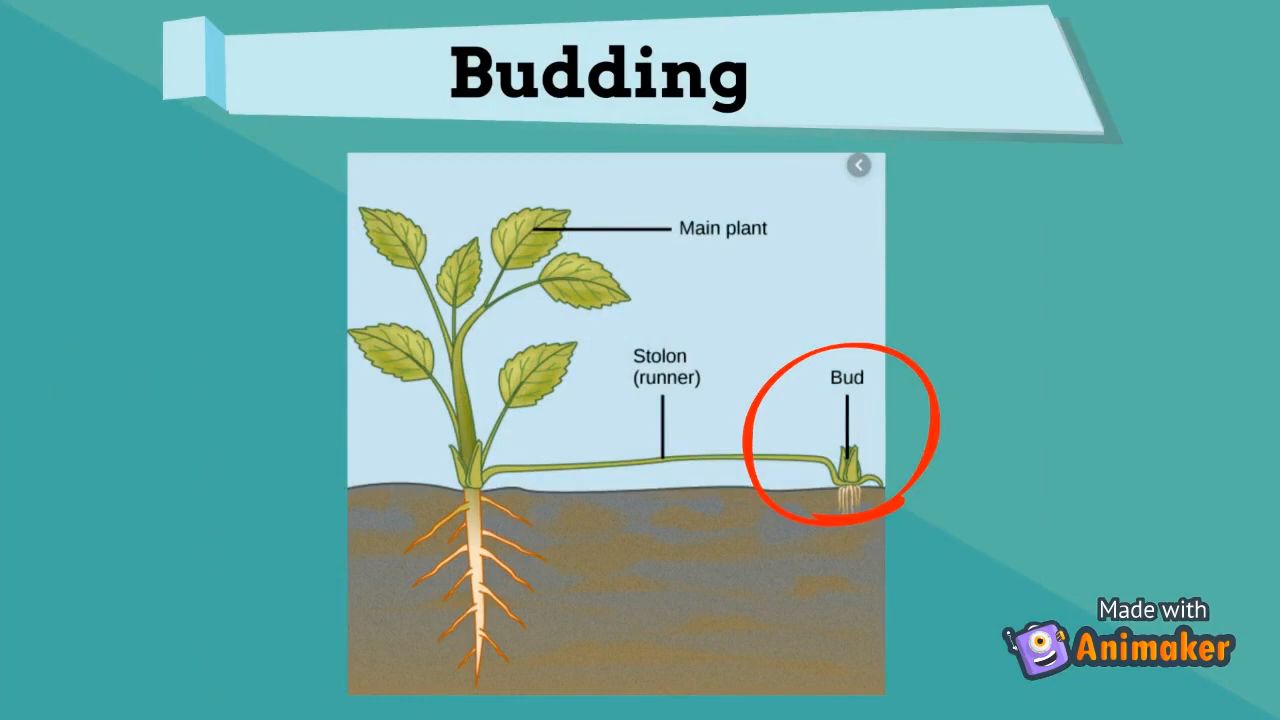 Budding
Main plant
Stolon
(runner)
Bud
Made with
Animaker